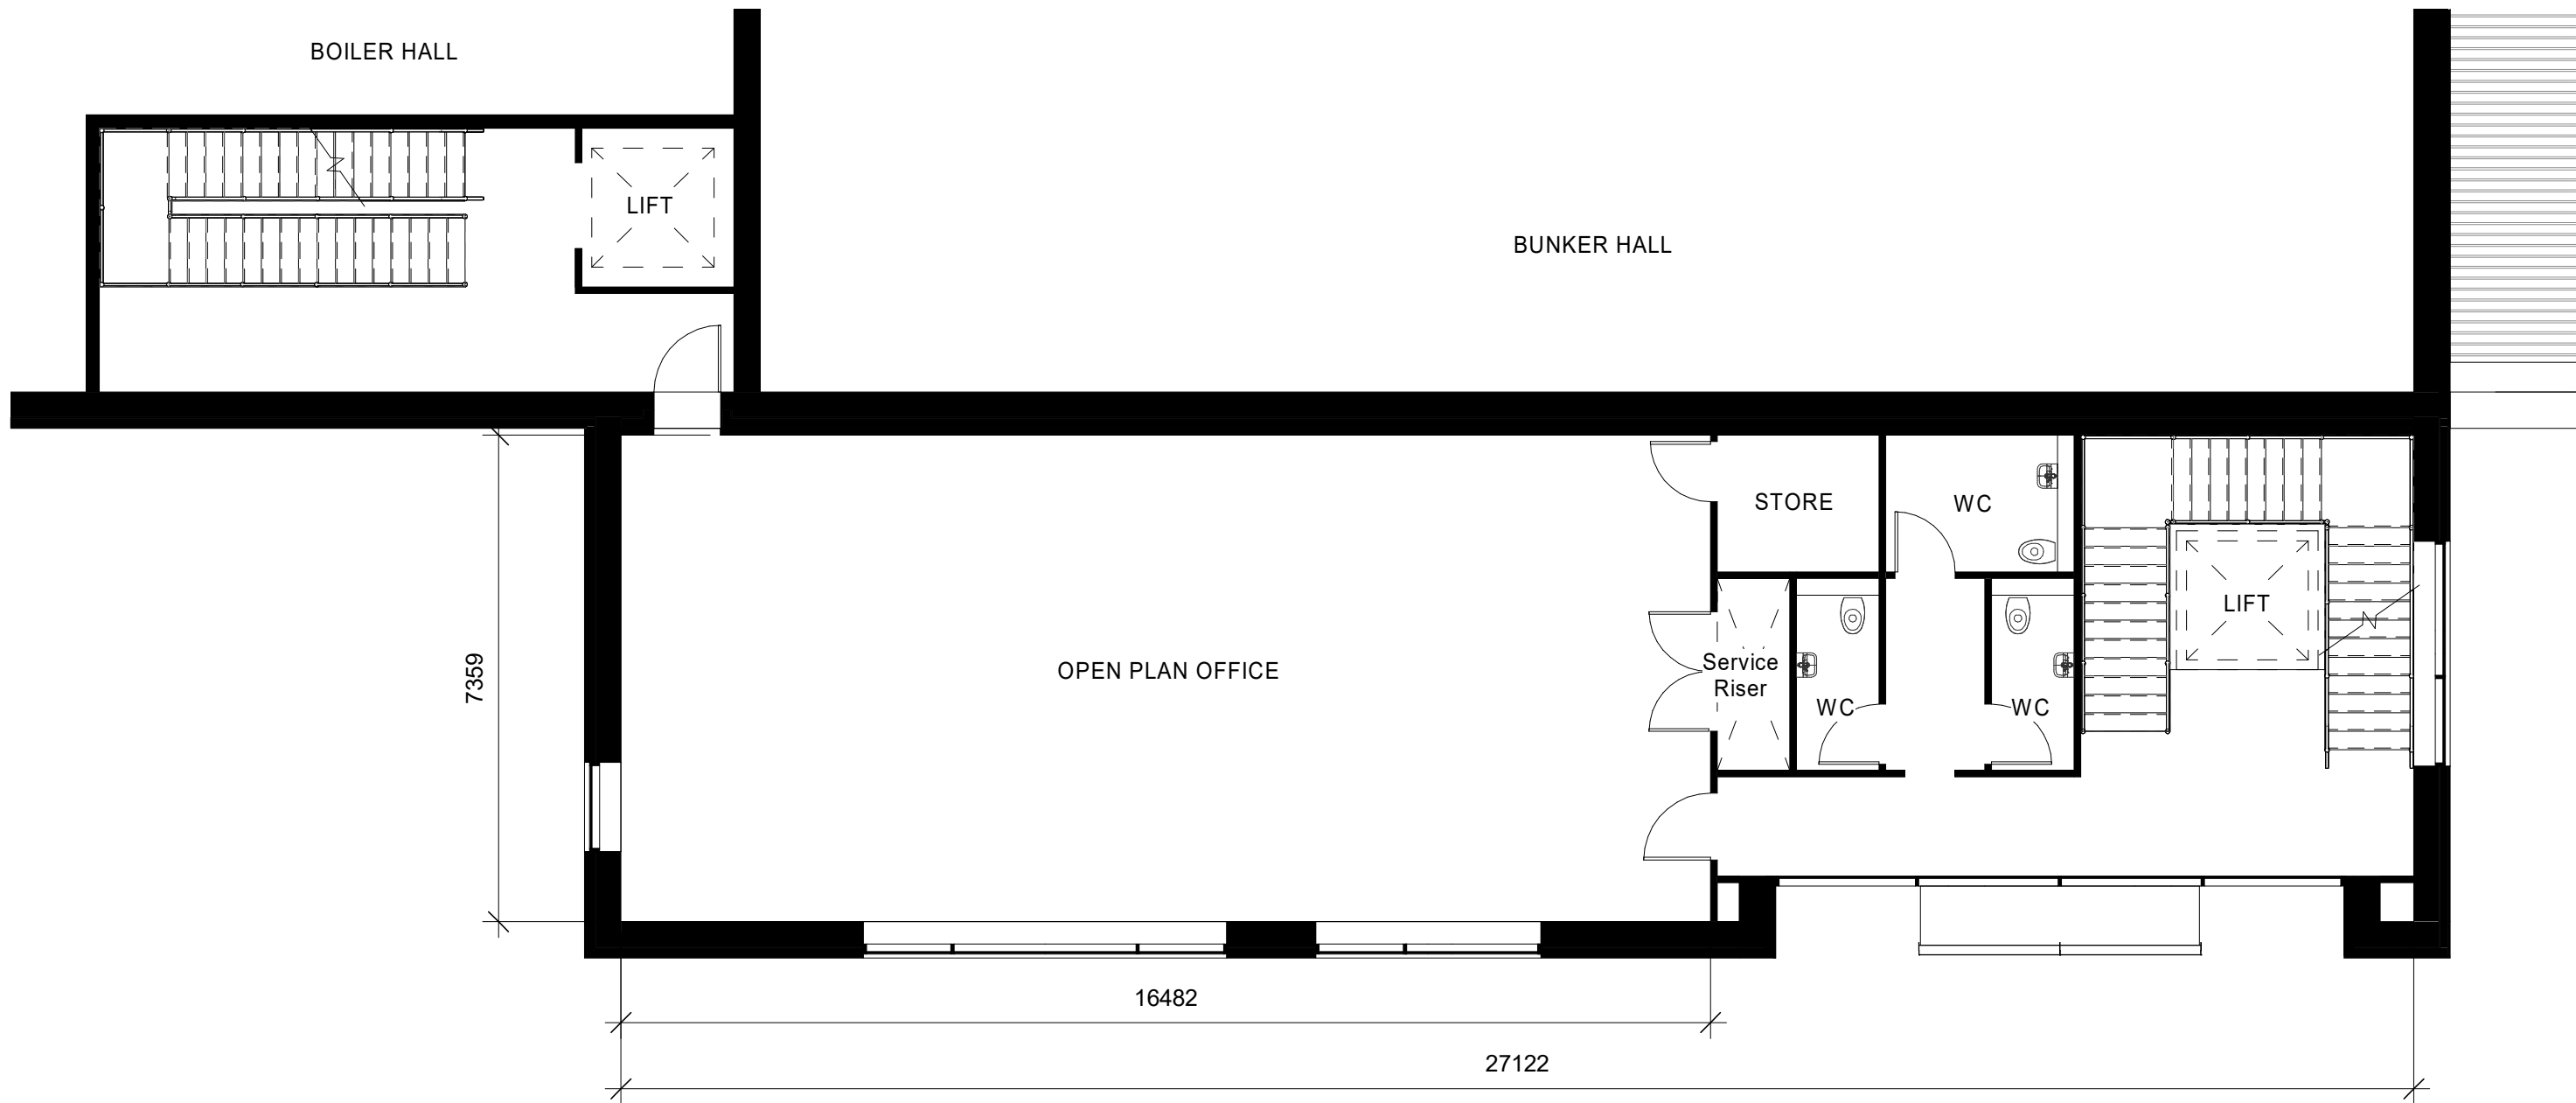 BOILER HALL
LIFT
BUNKER HALL
STORE
WC
LIFT
OPEN PLAN OFFICE
Service
Riser
WC
WC
7359
16482
27122